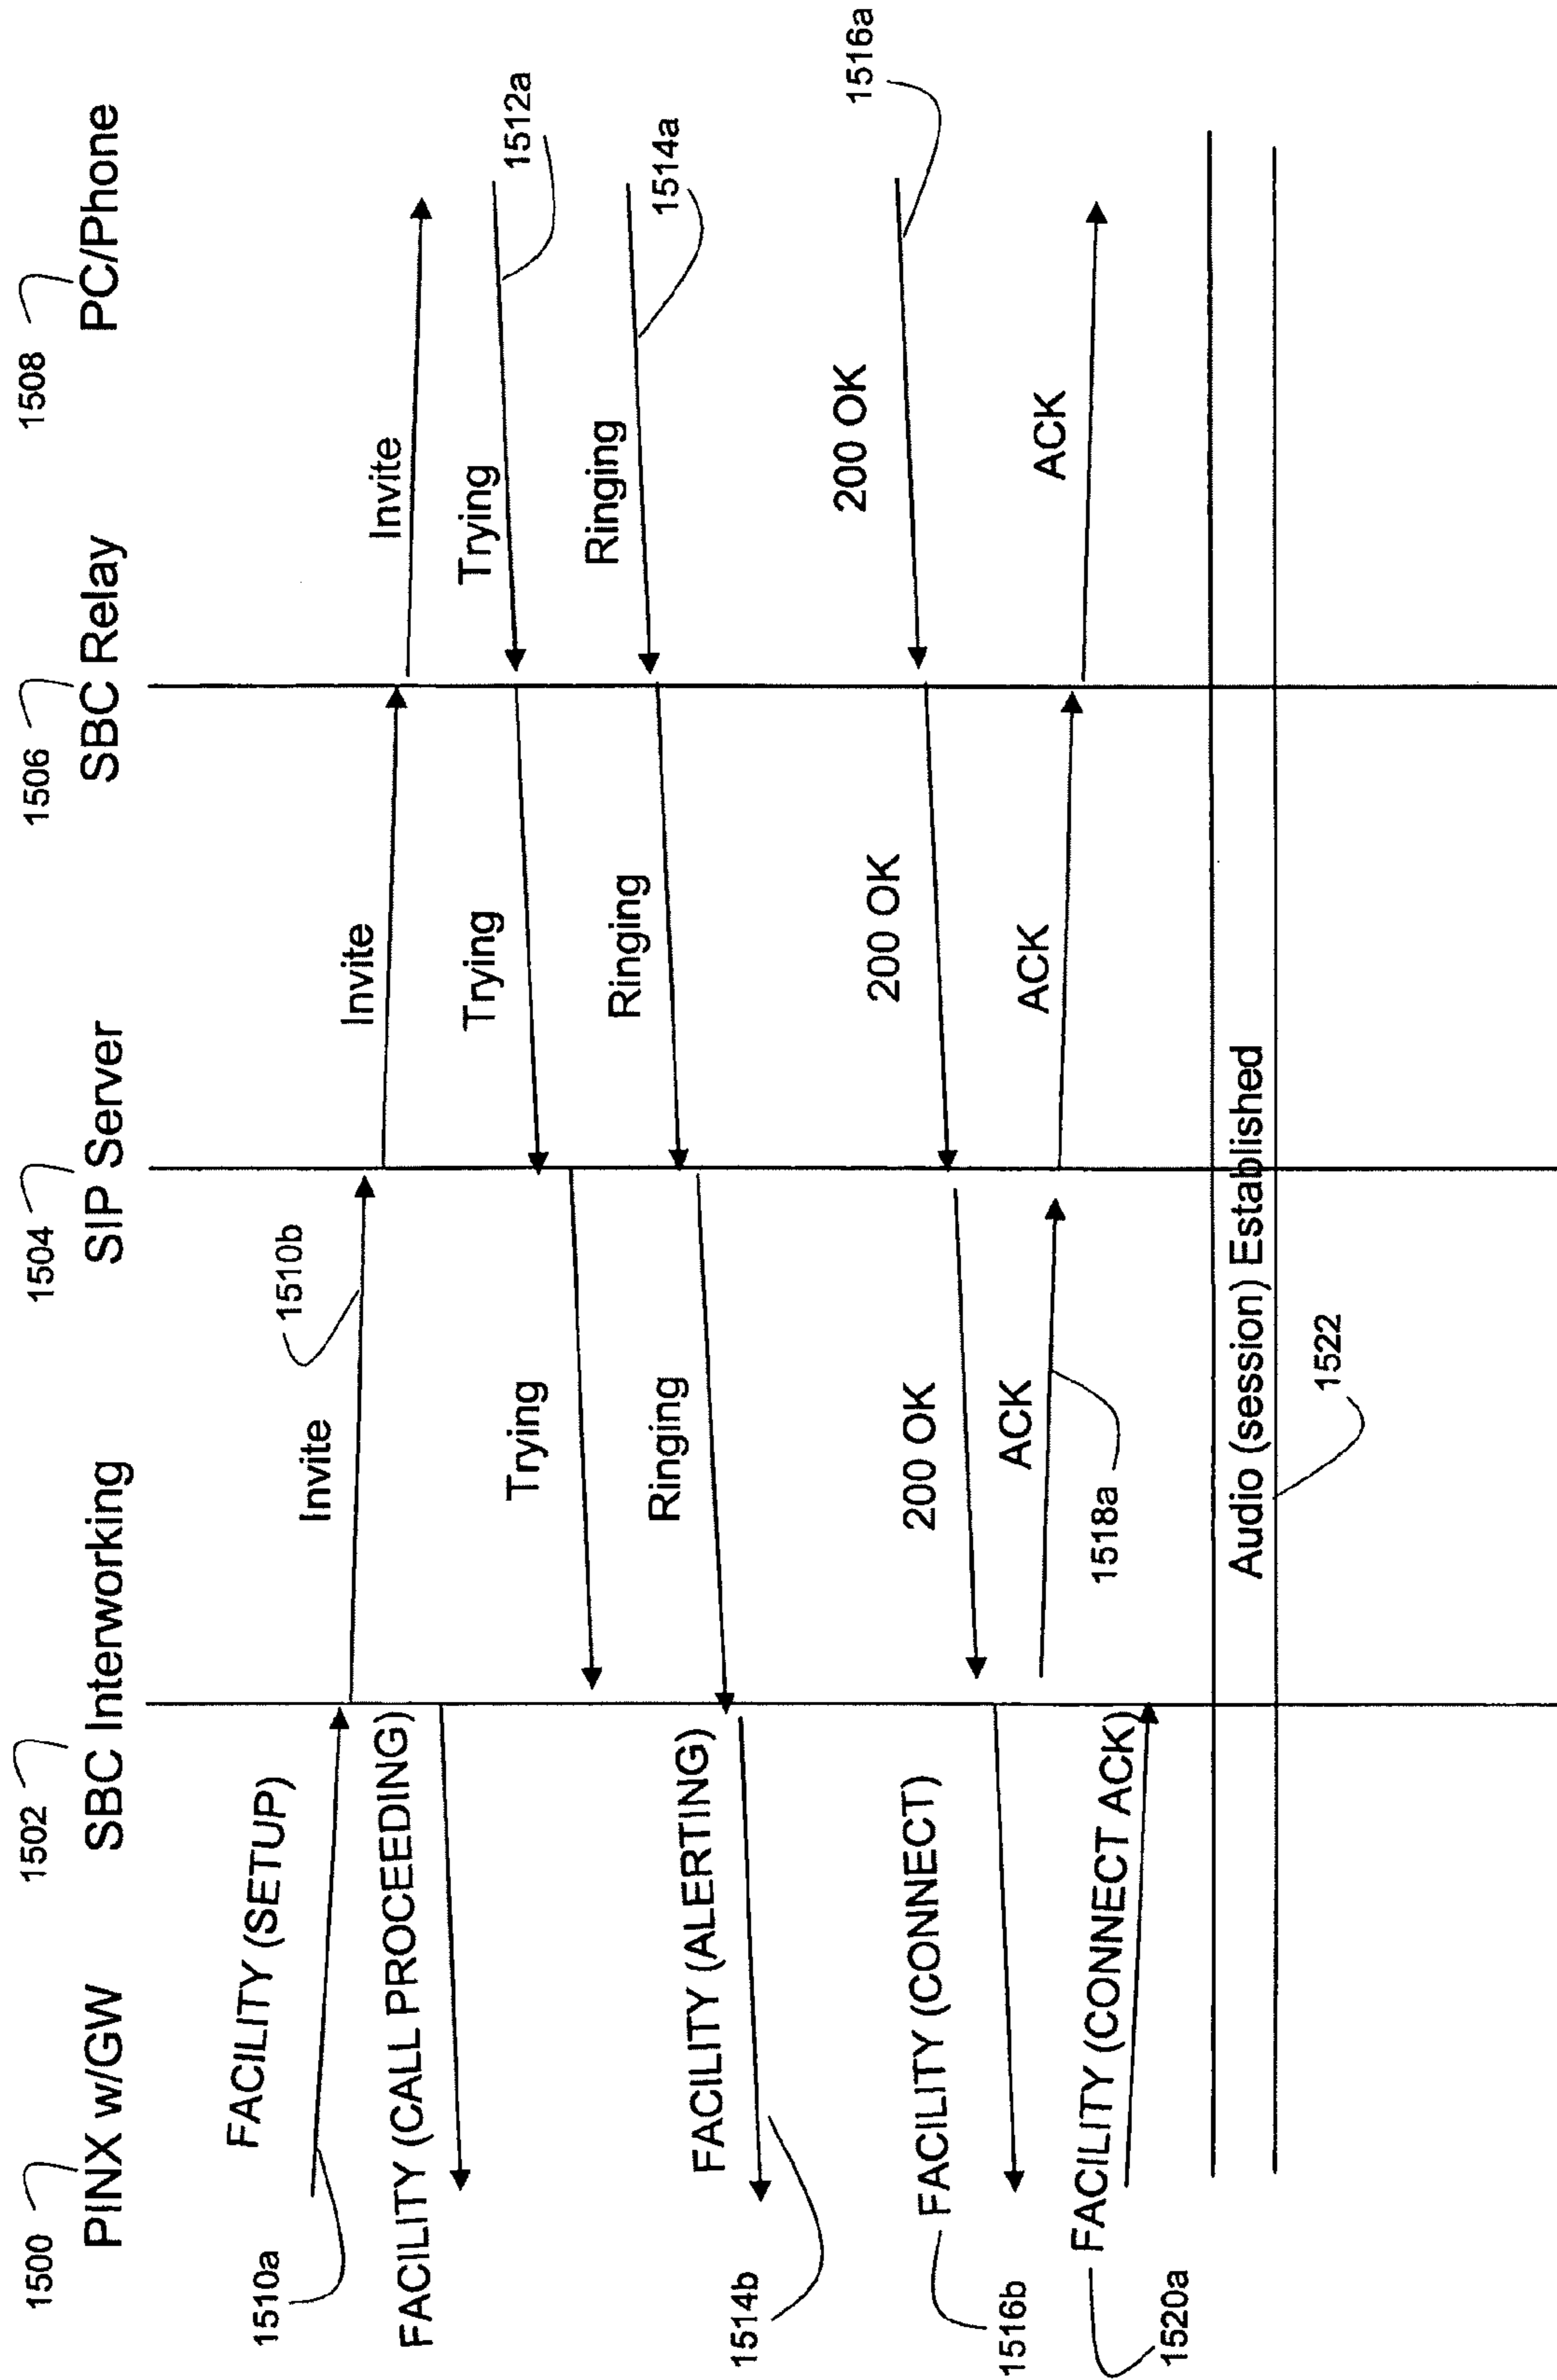 1500
1502
1504
1506
1508
PINX w/GW
SBC Interworking
SIP Server
SBC Relay
PC/Phone
1510a
FACILITY (SETUP)
Invite
1510b
Invite
Invite
FACILITY (CALL PROCEEDING)
Trying
Trying
Trying
1512a
FACILITY (ALERTING)
1514b
Ringing
Ringing
Ringing
1514a
FACILITY (CONNECT)
1516b
200 OK
200 OK
200 OK
1516a
FACILITY (CONNECT ACK)
1520a
ACK
1518a
ACK
ACK
Audio (session) Established
1522